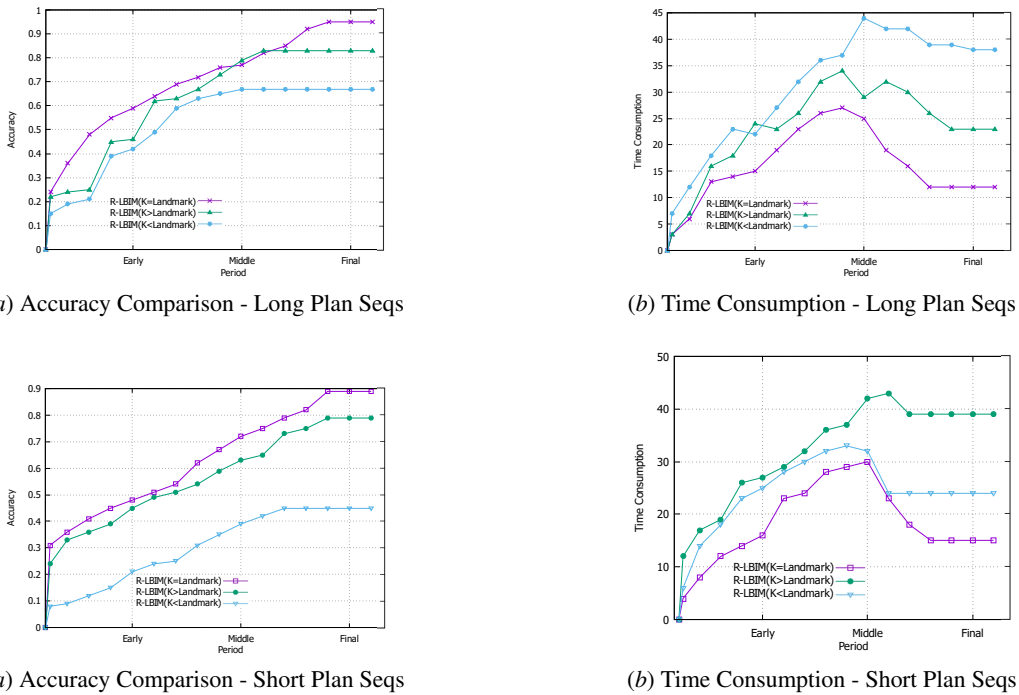 1
0.9
0.8
0.7
0.6
0.5
0.4
0.3
0.2
0.1
0
Accuracy
R-LBIM(K=Landmark)
R-LBIM(K>Landmark)
R-LBIM(K<Landmark)
Early
Middle
Final
Period
a) Accuracy Comparison - Long Plan Seqs
45
40
35
30
25
20
15
10
5
0
Time Consumption
R-LBIM(K=Landmark)
R-LBIM(K>Landmark)
R-LBIM(K<Landmark)
Early
Middle
Final
Period
(b) Time Consumption - Long Plan Seqs
0.9
0.8
0.7
0.6
0.5
0.4
0.3
0.2
0.1
0
Accuracy
R-LBIM(K=Landmark)
R-LBIM(K>Landmark)
R-LBIM(K<Landmark)
Early
Middle
Final
Period
a) Accuracy Comparison - Short Plan Seqs
50
40
30
20
10
0
Time Consumption
R-LBIM(K=Landmark)
R-LBIM(K>Landmark)
R-LBIM(K<Landmark)
Early
Middle
Final
Period
(b) Time Consumption - Short Plan Seqs